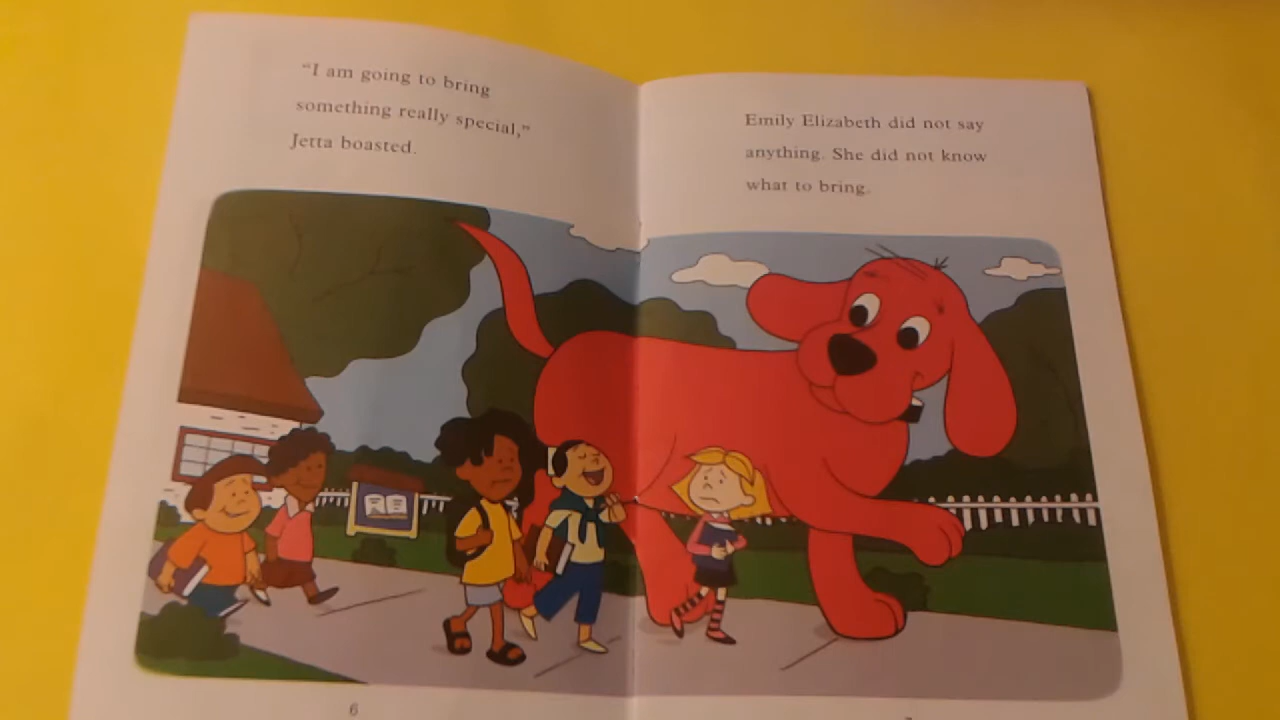 “I am going to bring
something really special,”
Jetta boasted.
Emily Elizabeth did not say
anything. She did not know
what to bring.
6